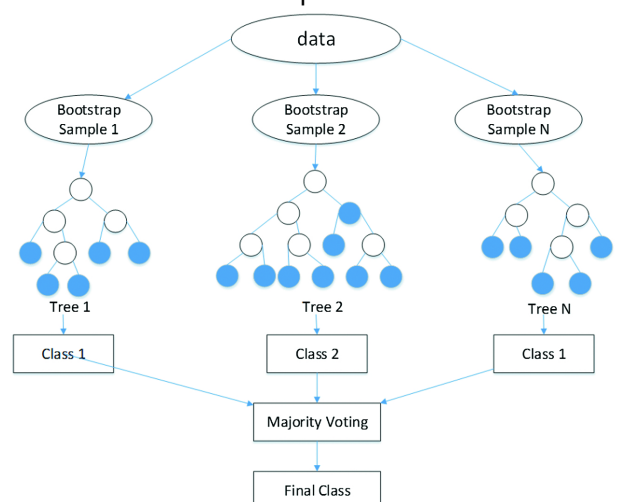 data
Bootstrap
Sample 1
Bootstrap
Sample 2
Bootstrap
Sample N
Tree 1
Tree 2
Tree N
Class 1
Class 2
Class 1
Majority Voting
Final Class